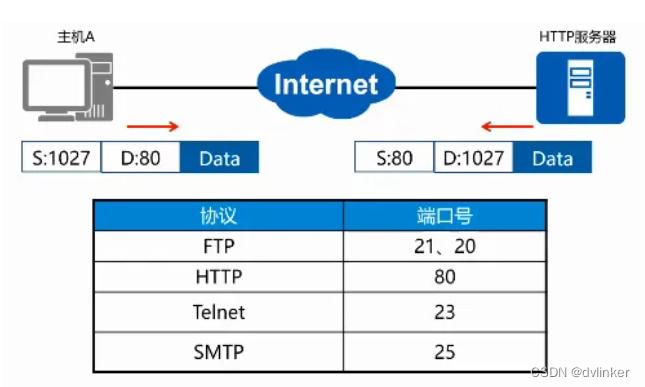 主机A
HTTP服务器
Internet
S:1027 D:80 Data
S:80 D:1027 Data
协议 端口号
FTP 21、20
HTTP 80
Telnet 23
SMTP 25
CSDN @dvlinker